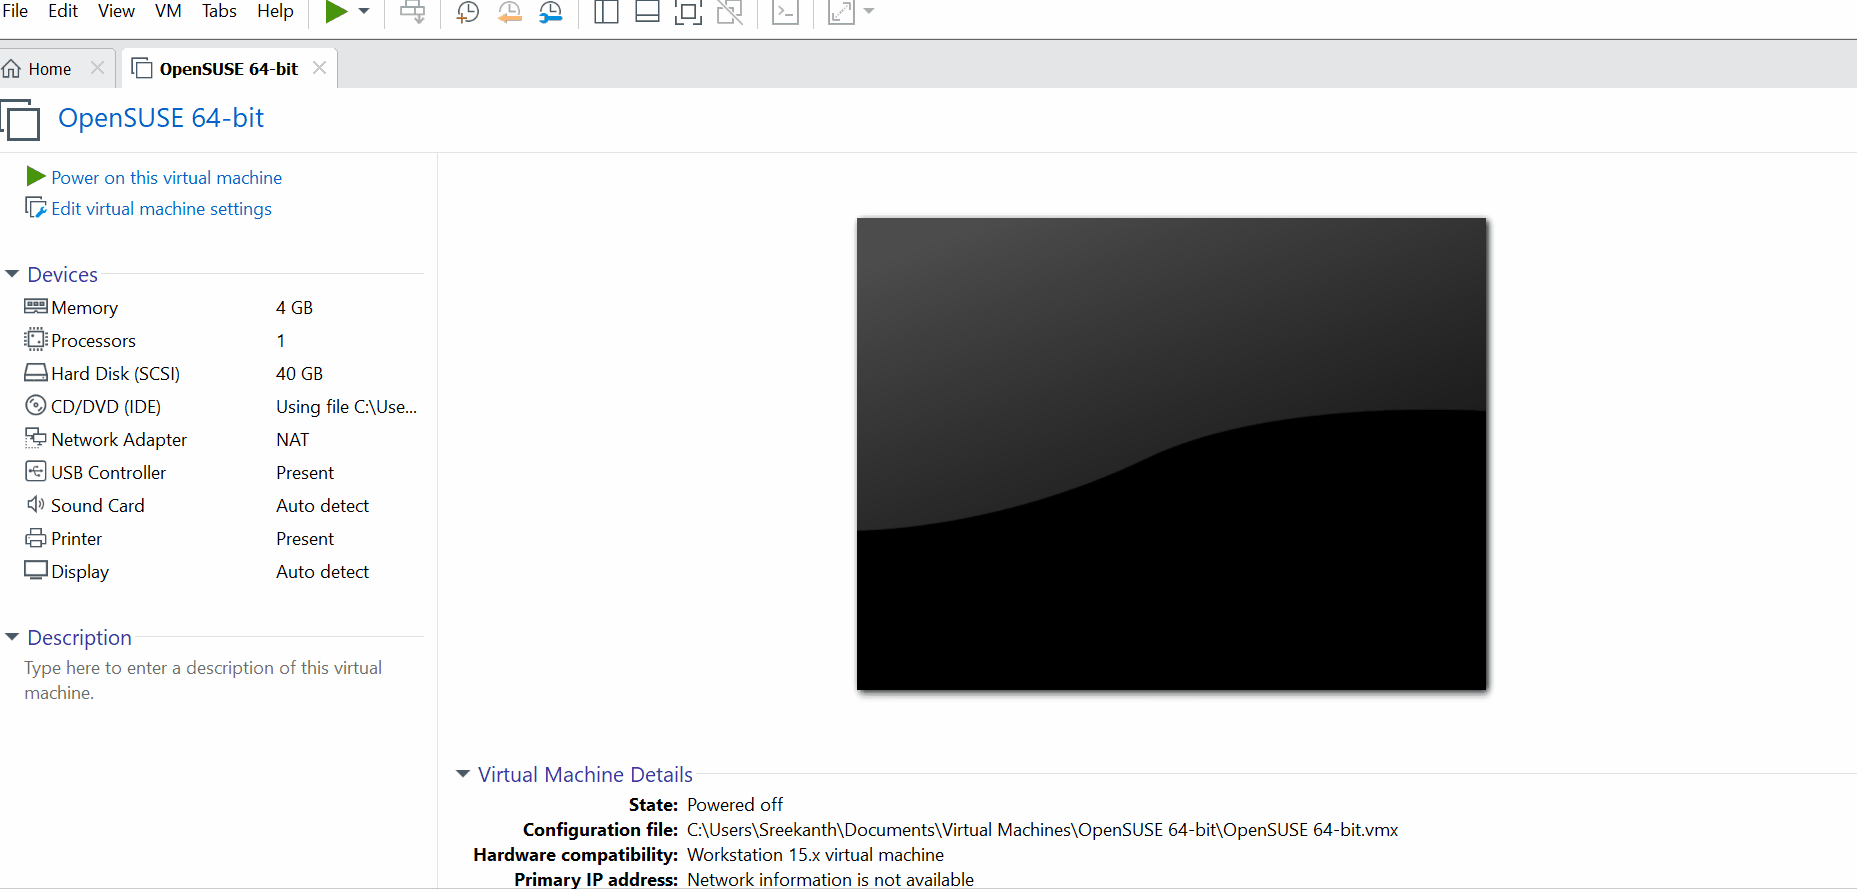 File Edit View VM Tabs Help
Home OpenSUSE 64-bit
OpenSUSE 64-bit
Power on this virtual machine
Edit virtual machine settings
Devices
Memory 4 GB
Processors 1
Hard Disk (SCSI) 40 GB
CD/DVD (IDE) Using file C:\Use...
Network Adapter NAT
USB Controller Present
Sound Card Auto detect
Printer Present
Display Auto detect
Description
Type here to enter a description of this virtual
machine.
Virtual Machine Details
State: Powered off
Configuration file: C:\Users\Sreekanth\Documents\Virtual Machines\OpenSUSE 64-bit\OpenSUSE 64-bit.vmx
Hardware compatibility: Workstation 15.x virtual machine
Primary IP address: Network information is not available